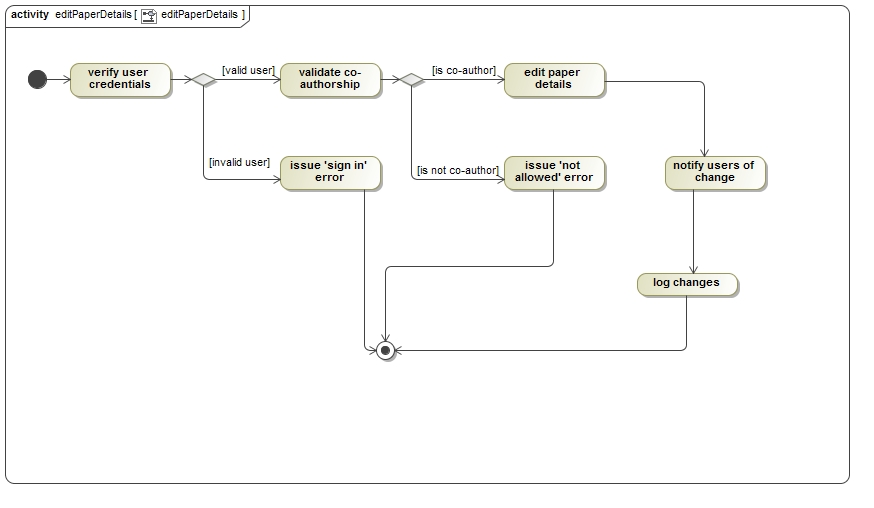 activity editPaperDetails [ editPaperDetails ]
verify user
credentials
[valid user]
validate co-
authorship
[is co-author]
edit paper
details
[invalid user]
issue 'sign in'
error
[is not co-author]
issue 'not
allowed' error
notify users of
change
log changes